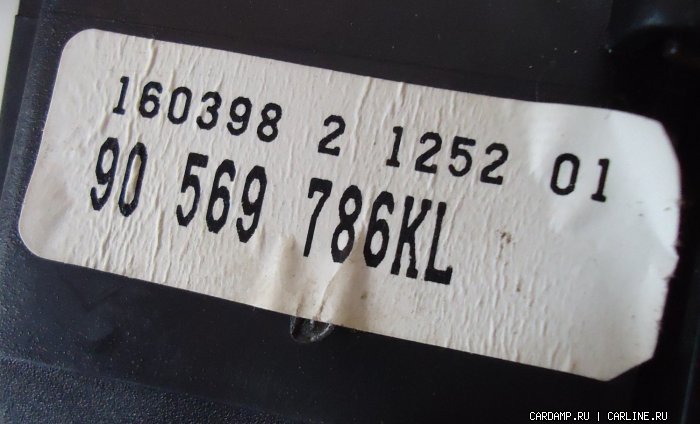 160398 2 1252 01
90 569 786KL
CARDAMP.RU | CARLINE.RU